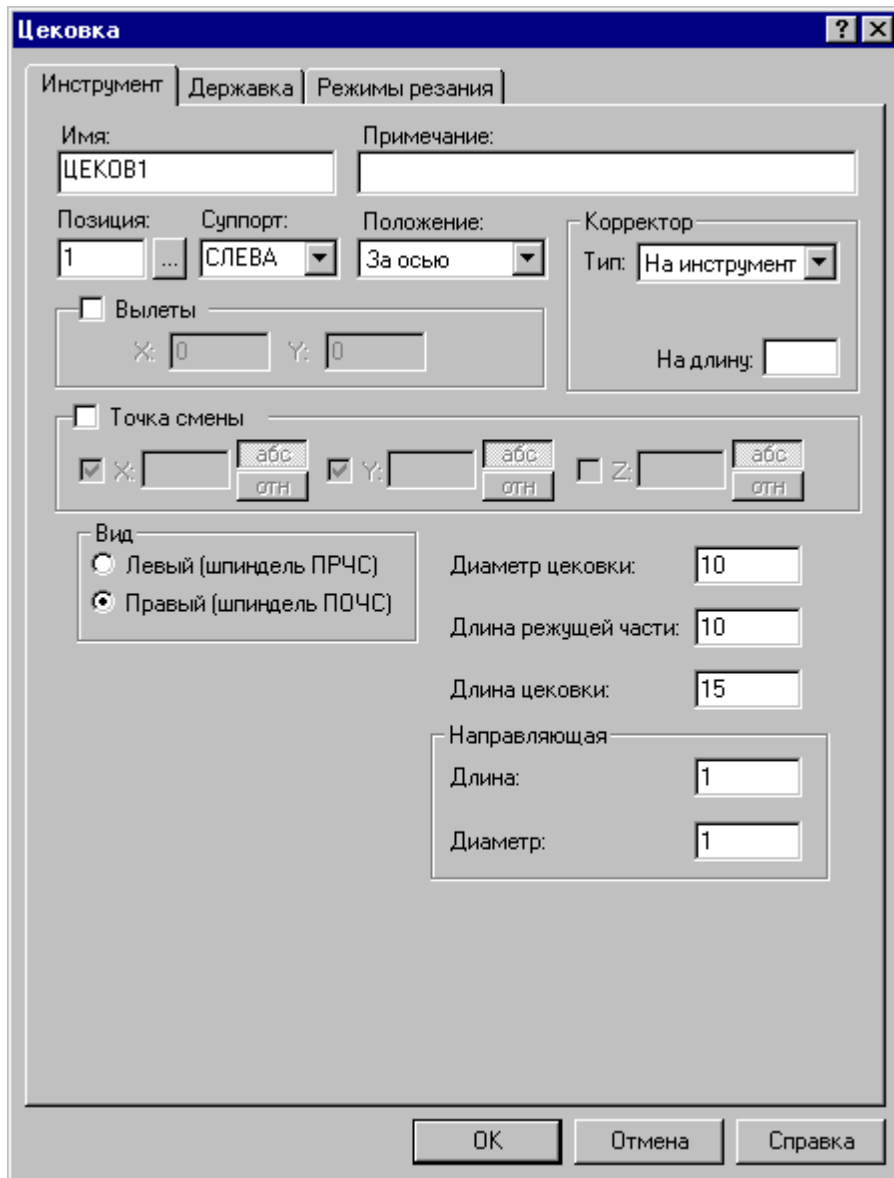 Цековка
Инструмент Державка Режимы резания
Имя: Примечание:
ЦЕКОВ1
Позиция: Суппорт: Положение: Корректор
1 ... СЛЕВА За осью Тип: На инструмент
Вылеты
X: 0 Y: 0 На длину:
Точка смены
X: абс Y: абс Z: абс
отн отн отн
Вид
Левый (шпиндель ПРЧС) Диаметр цековки: 10
Правый (шпиндель ПОЧС)
Длина режущей части: 10
Длина цековки: 15
Направляющая
Длина: 1
Диаметр: 1
OK Отмена Справка